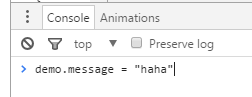 Console Animations
top Preserve log
demo.message = "haha"